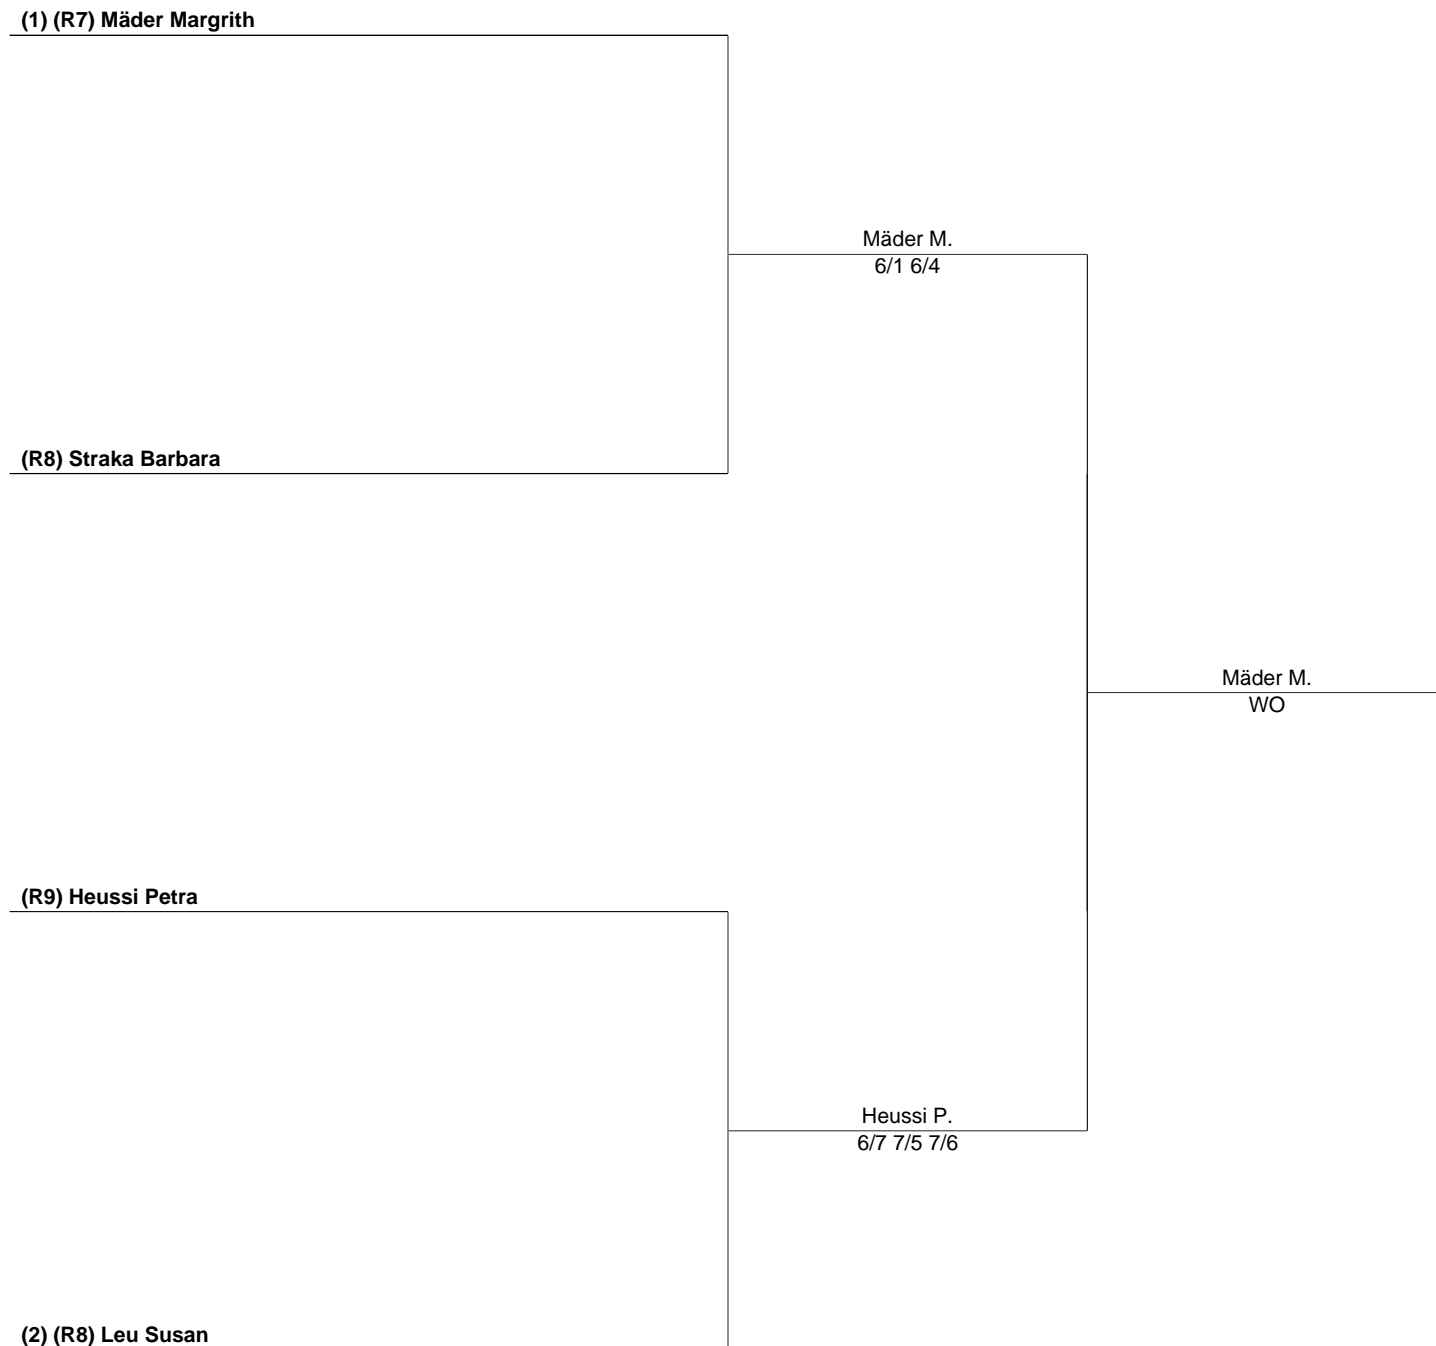 (1) (R7) Mäder Margrith
Mäder M.
6/1 6/4
(R8) Straka Barbara
Mäder M.
WO
(R9) Heussi Petra
Heussi P.
6/7 7/5 7/6
(2) (R8) Leu Susan